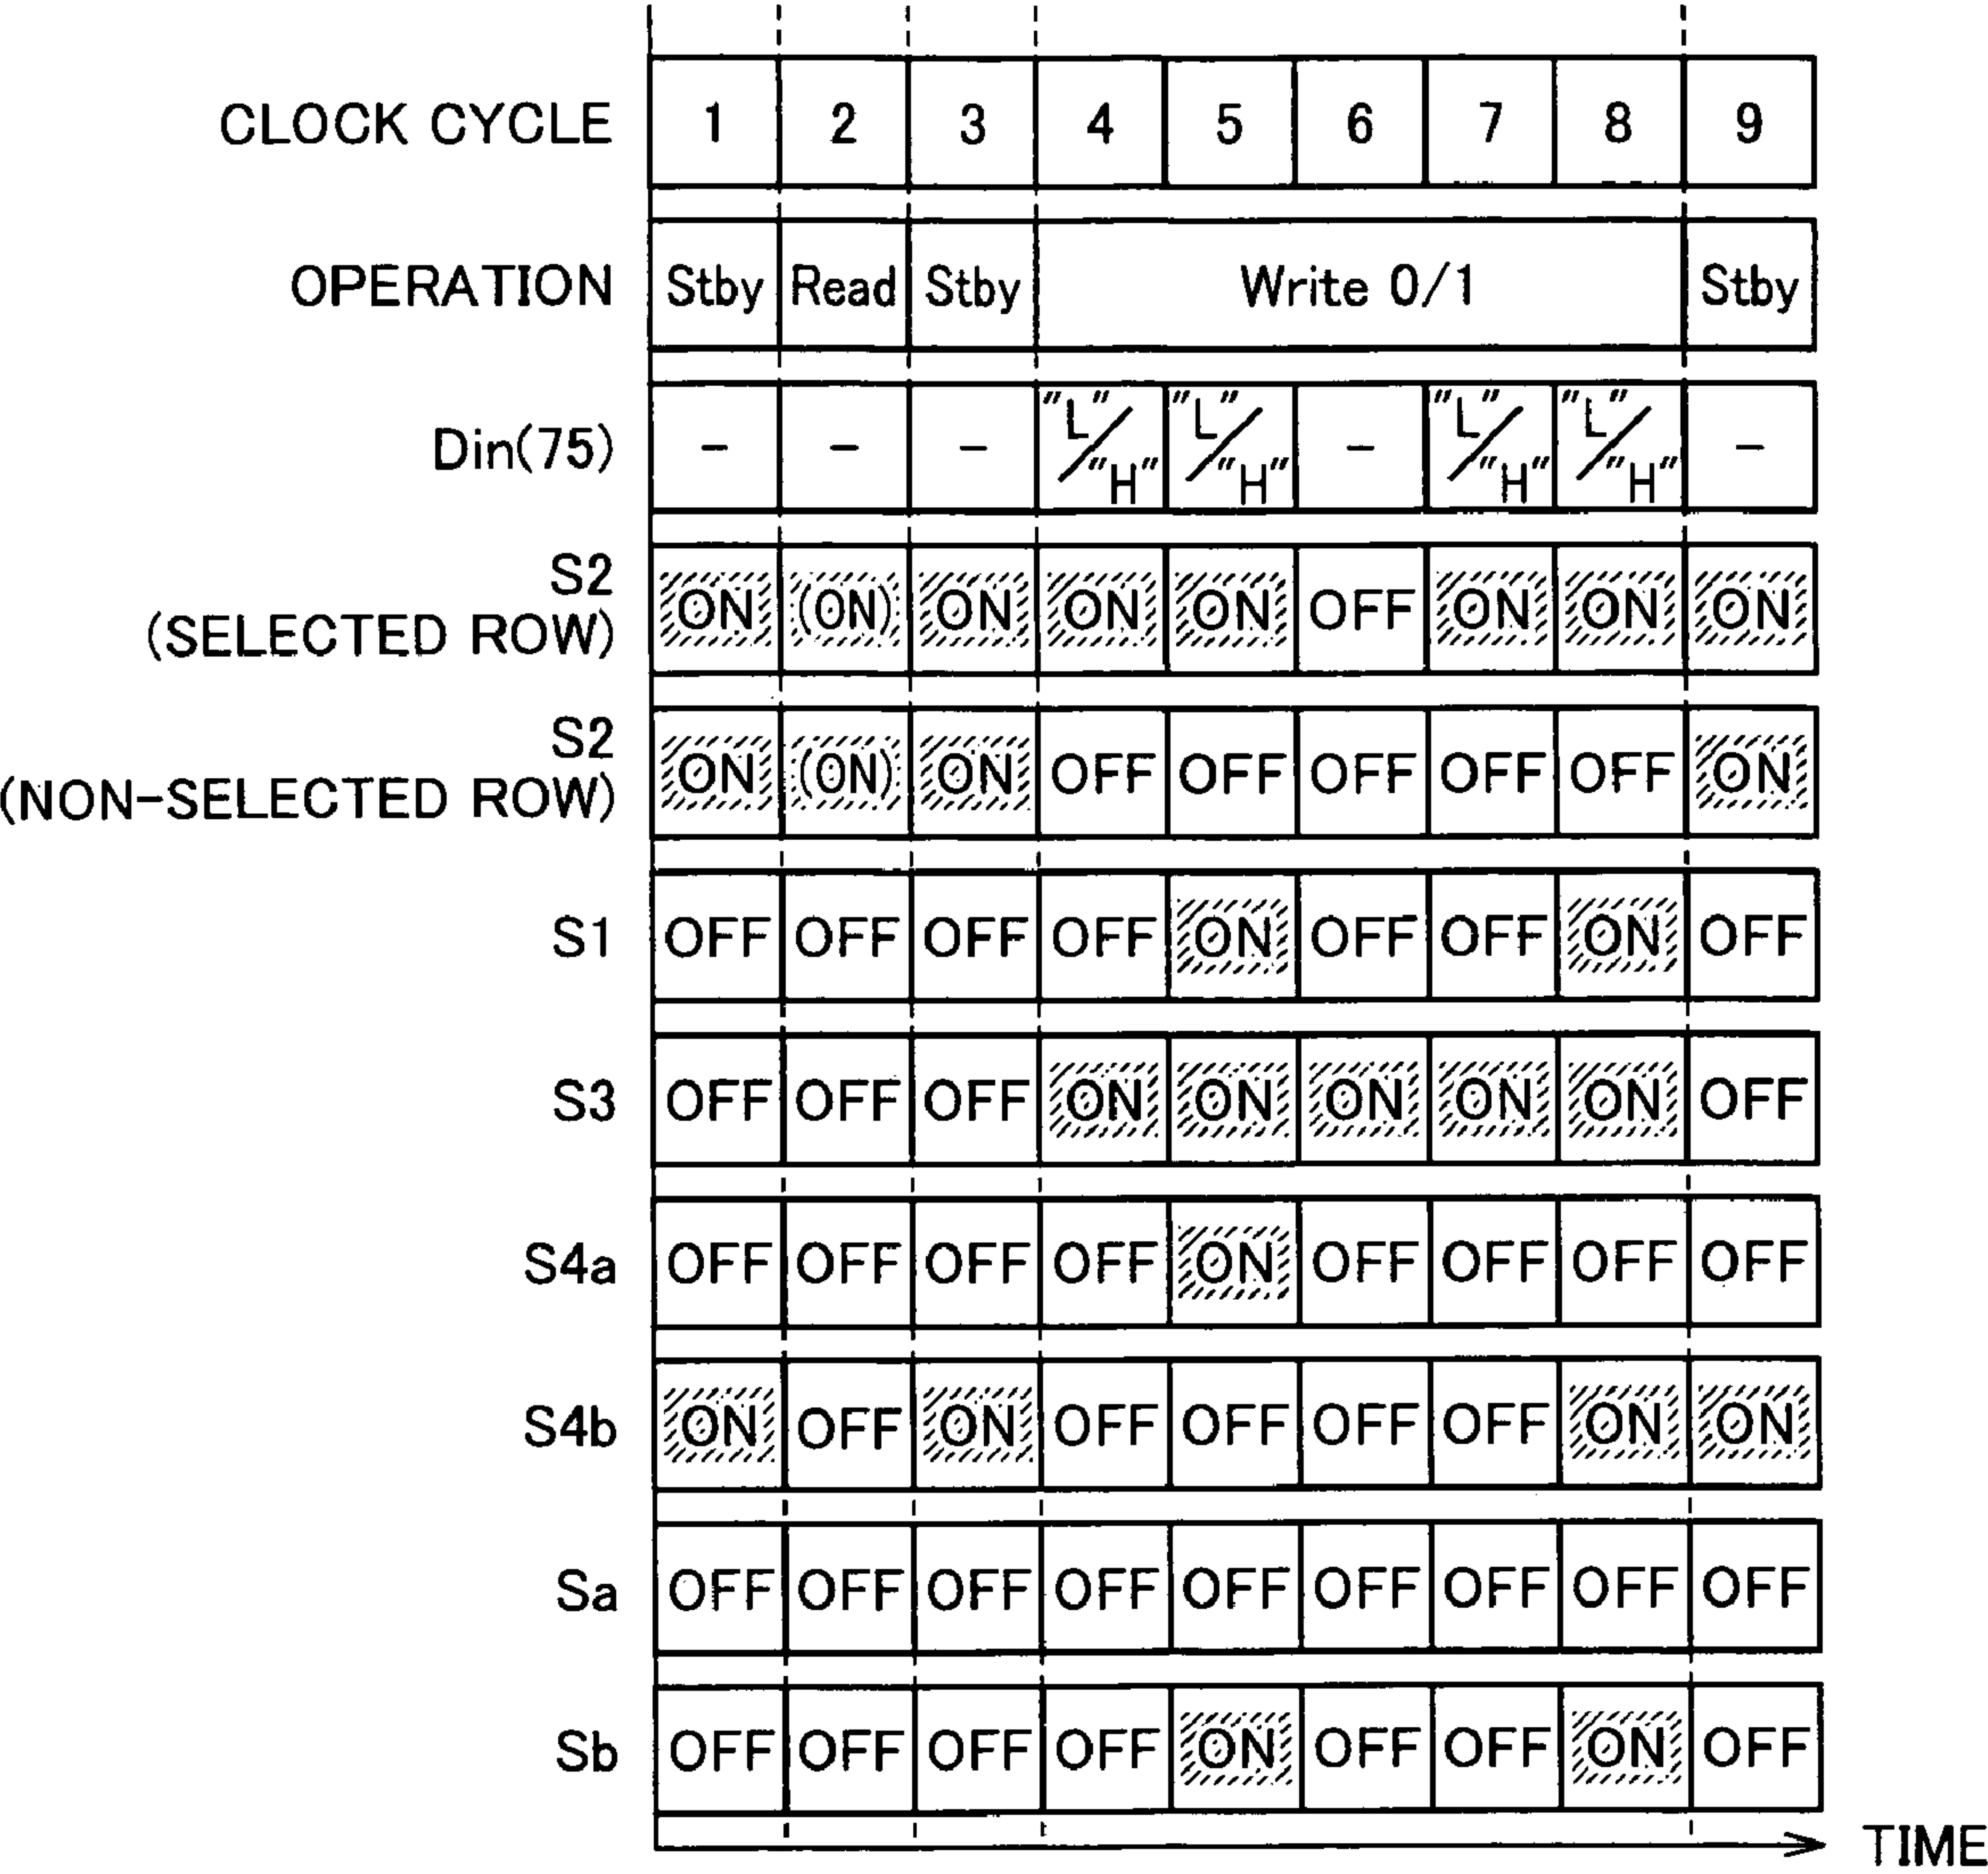 CLOCK CYCLE 1 2 3 4 5 6 7 8 9
OPERATION Stby Read Stby Write 0/1 Stby
Din(75) - - - "L"/"H" "L"/"H" - "L"/"H" "L"/"H" -
S2
(SELECTED ROW) ON (ON) ON ON ON OFF ON ON ON
S2
(NON-SELECTED ROW) ON (ON) ON OFF OFF OFF OFF OFF ON
S1 OFF OFF OFF OFF ON OFF OFF ON OFF
S3 OFF OFF OFF ON ON ON ON ON OFF
S4a OFF OFF OFF OFF ON OFF OFF OFF OFF
S4b ON OFF ON OFF OFF OFF OFF ON ON
Sa OFF OFF OFF OFF OFF OFF OFF OFF OFF
Sb OFF OFF OFF OFF ON OFF OFF ON OFF
TIME